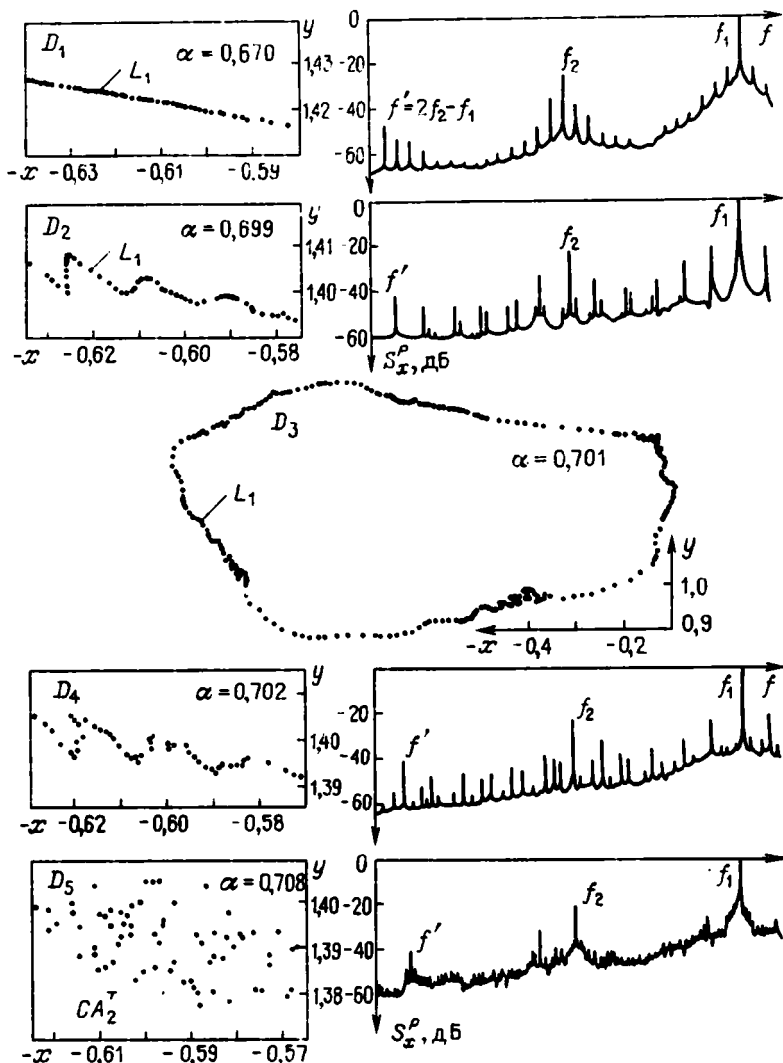 D₁ α = 0,670 y
L₁
1,43
1,42
-x -0,63 -0,61 -0,59
0
-20
-40
-60
f' = 2f₂ - f₁
f₂
f₁ f
D₂ α = 0,699 y
L₁
1,41
1,40
-x -0,62 -0,60 -0,58
0
-20
-40
-60
f'
f₂
f₁
Sₓᴾ, дБ
D₃
α = 0,701
L₁
y
1,0
0,9
-x -0,4 -0,2
D₄ α = 0,702 y
1,40
1,39
-x -0,62 -0,60 -0,58
0
-20
-40
-60
f'
f₂
f₁ f
D₅ α = 0,708 y
1,40
1,39
1,38
CA₂ᵀ
-x -0,61 -0,59 -0,57
0
-20
-40
-60
f'
f₂
f₁
Sₓᴾ, дБ